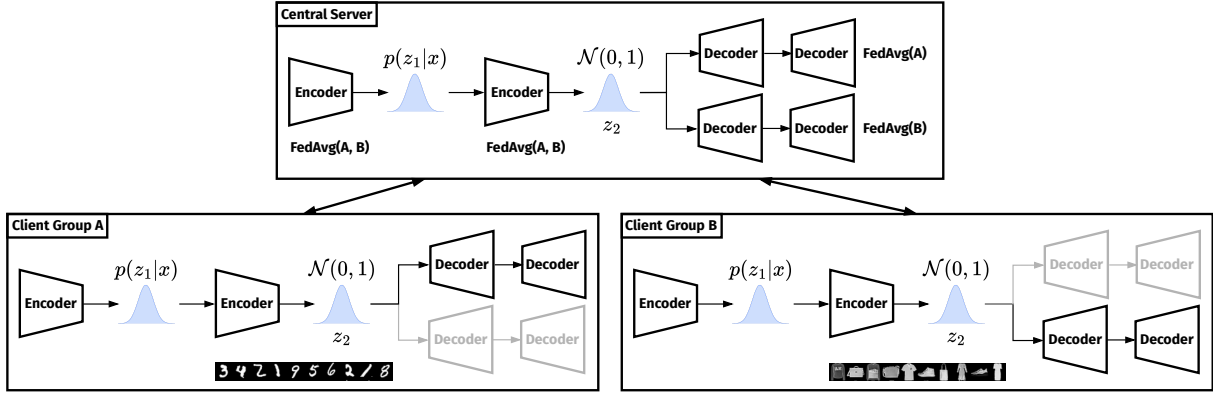 Central Server
p(z₁|x)
N(0, 1)
Encoder
Encoder
z₂
Decoder
Decoder
FedAvg(A)
Decoder
Decoder
FedAvg(B)
FedAvg(A, B)
FedAvg(A, B)
Client Group A
p(z₁|x)
N(0, 1)
Encoder
Encoder
z₂
Decoder
Decoder
Decoder
Decoder
3 4 2 1 9 5 6 2 1 8
Client Group B
p(z₁|x)
N(0, 1)
Encoder
Encoder
z₂
Decoder
Decoder
Decoder
Decoder